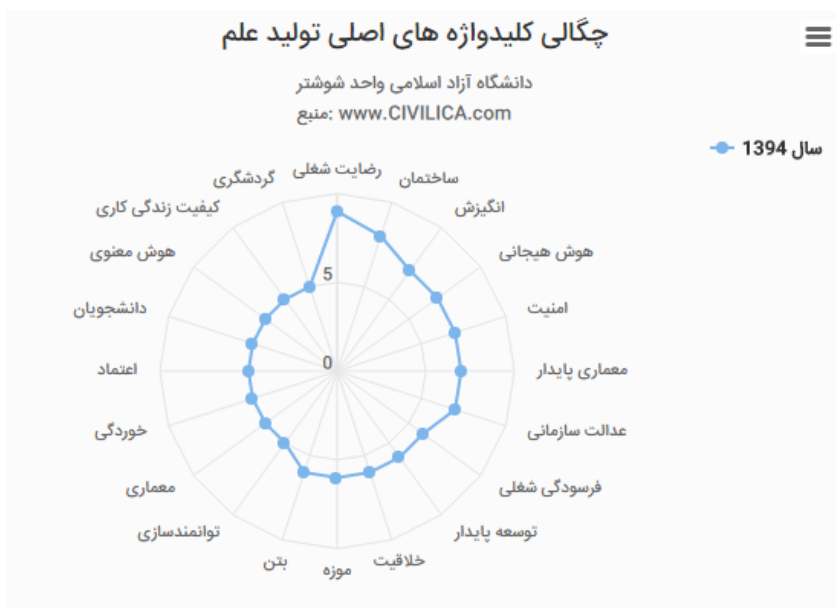 چگالی کلیدواژه های اصلی تولید علم
دانشگاه آزاد اسلامی واحد شوشتر
منبع: www.CIVILICA.com
سال 1394
رضایت شغلی
ساختمان
انگیزش
هوش هیجانی
امنیت
معماری پایدار
عدالت سازمانی
فرسودگی شغلی
توسعه پایدار
خلاقیت
موزه
بتن
توانمندسازی
معماری
خوردگی
اعتماد
دانشجویان
هوش معنوی
کیفیت زندگی کاری
گردشگری
5
0